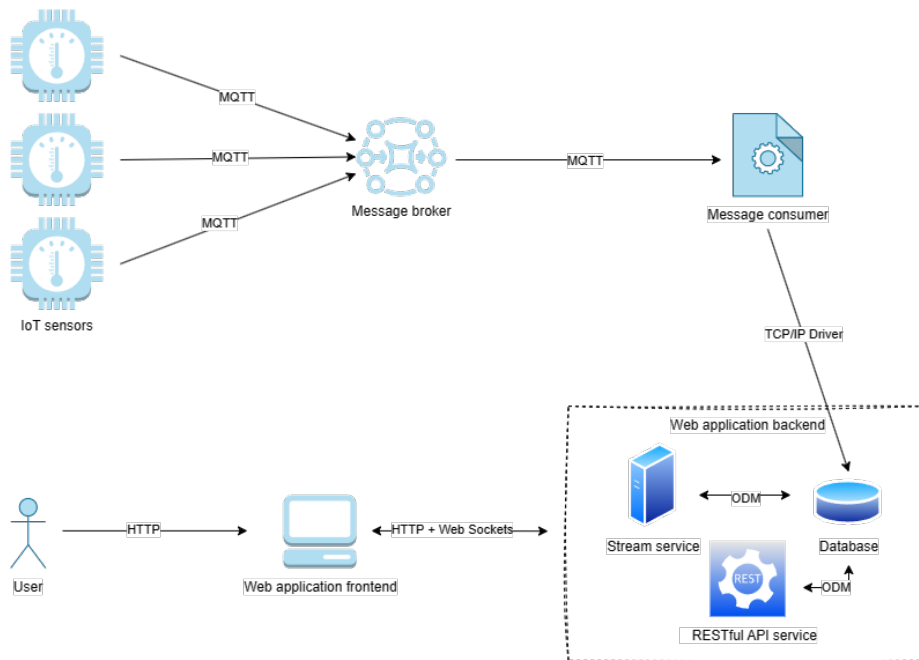 MQTT
MQTT
MQTT
MQTT
Message broker
Message consumer
IoT sensors
TCP/IP Driver
Web application backend
ODM
HTTP
HTTP + Web Sockets
Stream service
Database
User
Web application frontend
REST
ODM
RESTful API service